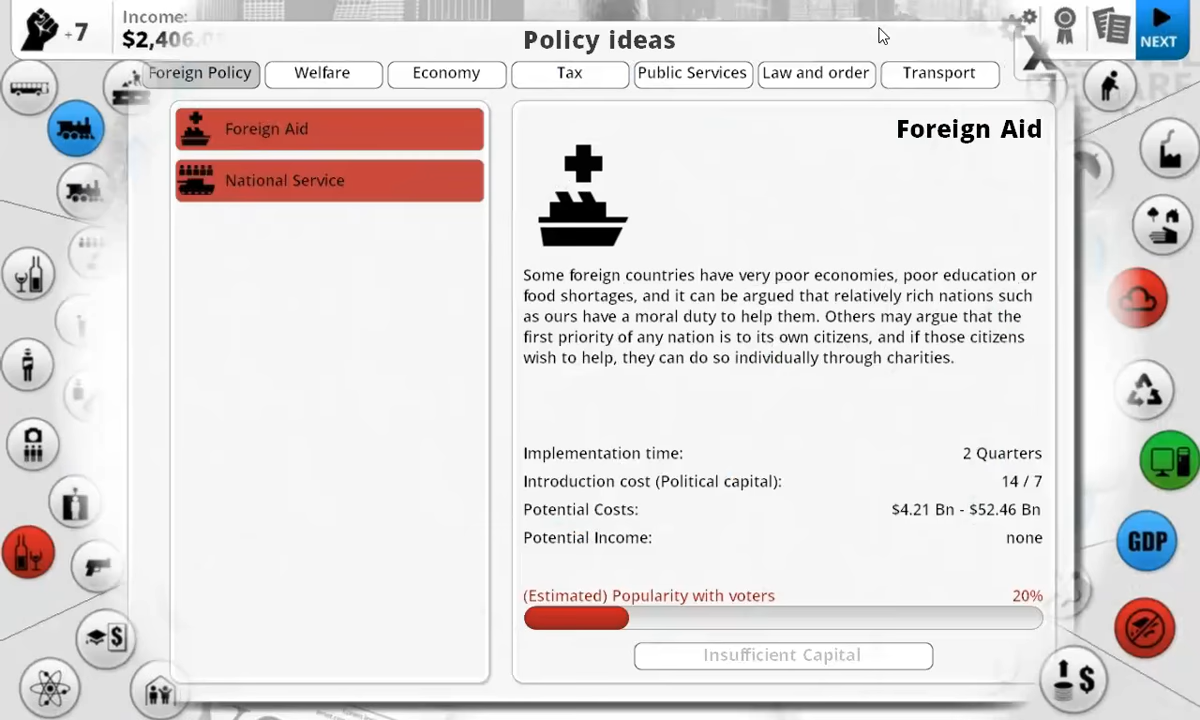 +7
Income:
$2,406
Policy ideas
NEXT
Foreign Policy
Welfare
Economy
Tax
Public Services
Law and order
Transport
Foreign Aid
National Service
Foreign Aid
Some foreign countries have very poor economies, poor education or
food shortages, and it can be argued that relatively rich nations such
as ours have a moral duty to help them. Others may argue that the
first priority of any nation is to its own citizens, and if those citizens
wish to help, they can do so individually through charities.
Implementation time: 2 Quarters
Introduction cost (Political capital): 14 / 7
Potential Costs: $4.21 Bn - $52.46 Bn
Potential Income: none
(Estimated) Popularity with voters 20%
Insufficient Capital
GDP
$
$